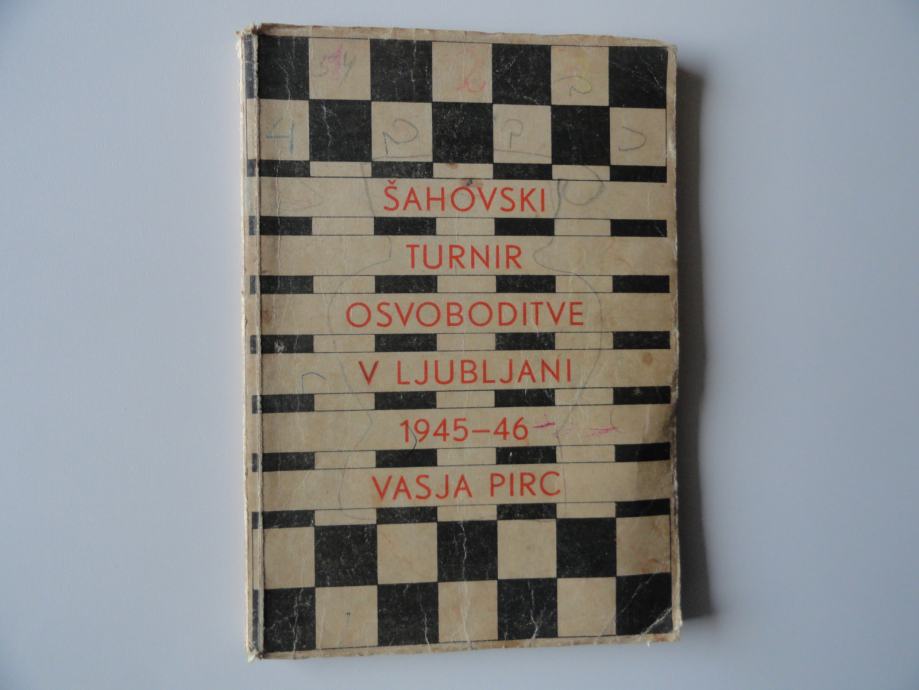 ŠAHOVSKI
TURNIR
OSVOBODITVE
V LJUBLJANI
1945–46
VASJA PIRC